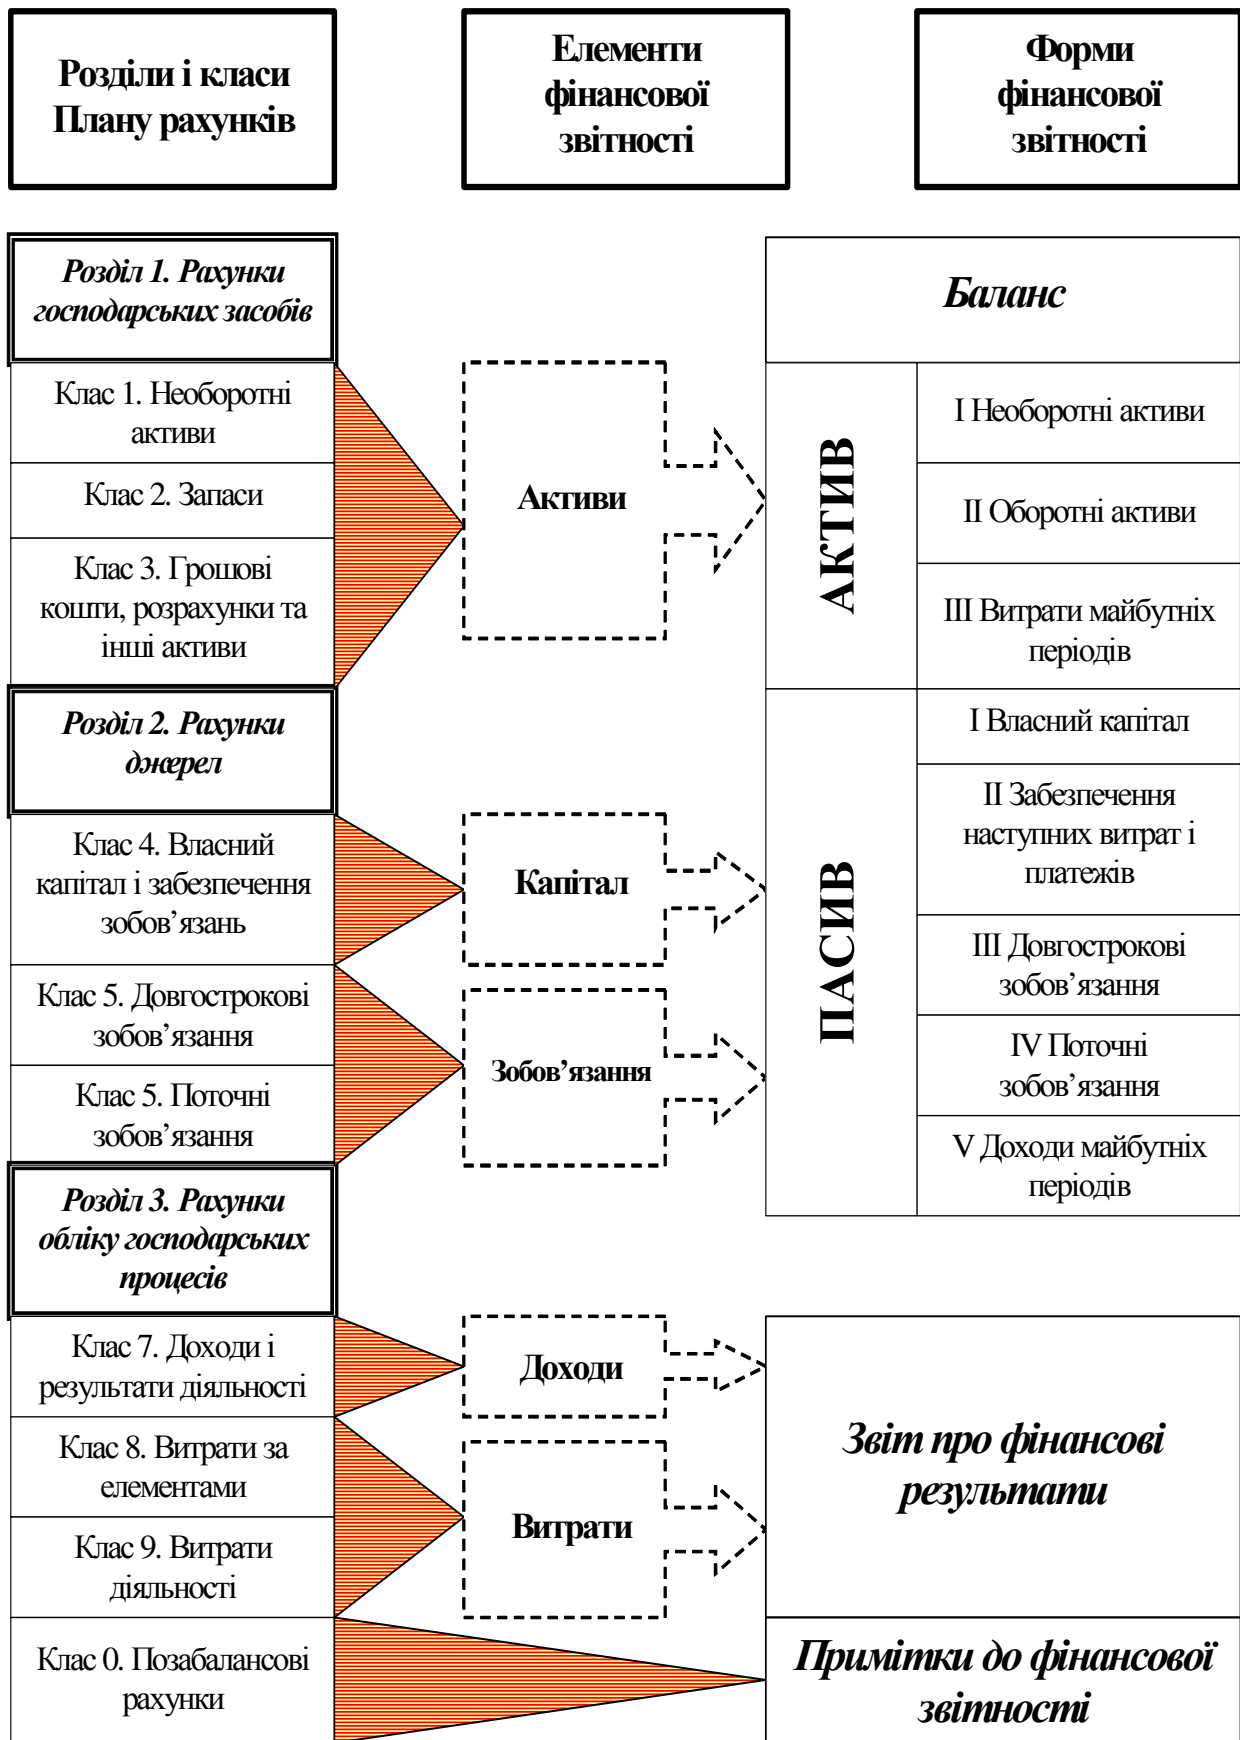 Розділи і класи
Плану рахунків
Елементи
фінансової
звітності
Форми
фінансової
звітності
Розділ 1. Рахунки
господарських засобів
Клас 1. Необоротні
активи
Клас 2. Запаси
Клас 3. Грошові
кошти, розрахунки та
інші активи
Розділ 2. Рахунки
джерел
Клас 4. Власний
капітал і забезпечення
зобов’язань
Клас 5. Довгострокові
зобов’язання
Клас 5. Поточні
зобов’язання
Розділ 3. Рахунки
обліку господарських
процесів
Клас 7. Доходи і
результати діяльності
Клас 8. Витрати за
елементами
Клас 9. Витрати
діяльності
Клас 0. Позабалансові
рахунки
Активи
Капітал
Зобов’язання
Доходи
Витрати
Баланс
АКТИВ
I Необоротні активи
II Оборотні активи
III Витрати майбутніх
періодів
ПАСИВ
I Власний капітал
II Забезпечення
наступних витрат і
платежів
III Довгострокові
зобов’язання
IV Поточні
зобов’язання
V Доходи майбутніх
періодів
Звіт про фінансові
результати
Примітки до фінансової
звітності